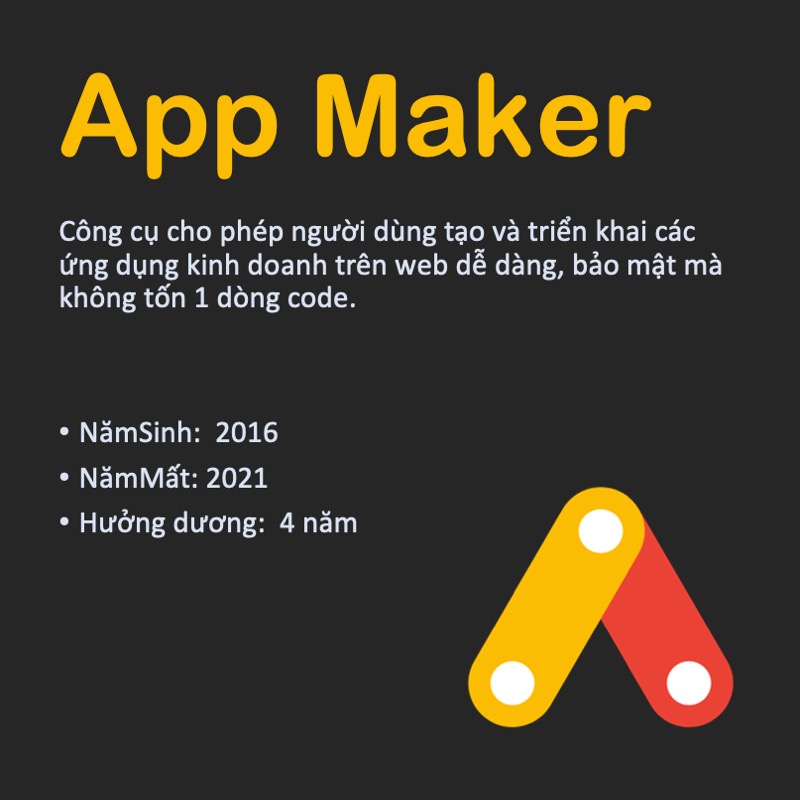 App Maker
Công cụ cho phép người dùng tạo và triển khai các
ứng dụng kinh doanh trên web dễ dàng, bảo mật mà
không tốn 1 dòng code.
• NămSinh:  2016
• NămMất: 2021
• Hưởng dương:  4 năm